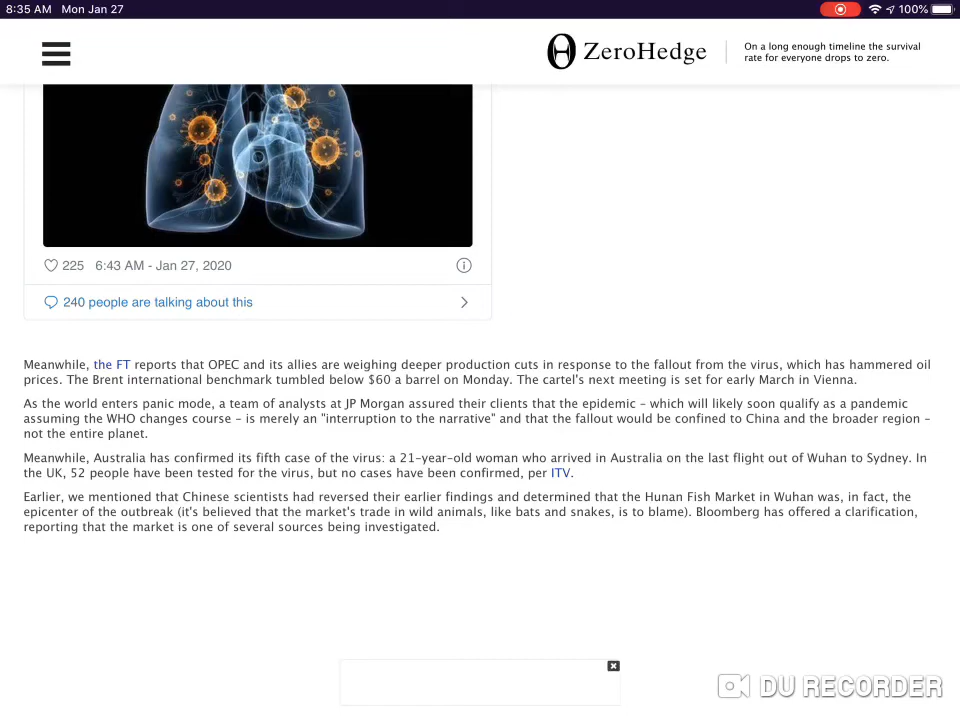 8:35 AM Mon Jan 27
100%
ZeroHedge
On a long enough timeline the survival
rate for everyone drops to zero.
225 6:43 AM - Jan 27, 2020
240 people are talking about this
Meanwhile, the FT reports that OPEC and its allies are weighing deeper production cuts in response to the fallout from the virus, which has hammered oil
prices. The Brent international benchmark tumbled below $60 a barrel on Monday. The cartel's next meeting is set for early March in Vienna.
As the world enters panic mode, a team of analysts at JP Morgan assured their clients that the epidemic – which will likely soon qualify as a pandemic
assuming the WHO changes course – is merely an "interruption to the narrative" and that the fallout would be confined to China and the broader region –
not the entire planet.
Meanwhile, Australia has confirmed its fifth case of the virus: a 21-year-old woman who arrived in Australia on the last flight out of Wuhan to Sydney. In
the UK, 52 people have been tested for the virus, but no cases have been confirmed, per ITV.
Earlier, we mentioned that Chinese scientists had reversed their earlier findings and determined that the Hunan Fish Market in Wuhan was, in fact, the
epicenter of the outbreak (it's believed that the market's trade in wild animals, like bats and snakes, is to blame). Bloomberg has offered a clarification,
reporting that the market is one of several sources being investigated.
DU RECORDER